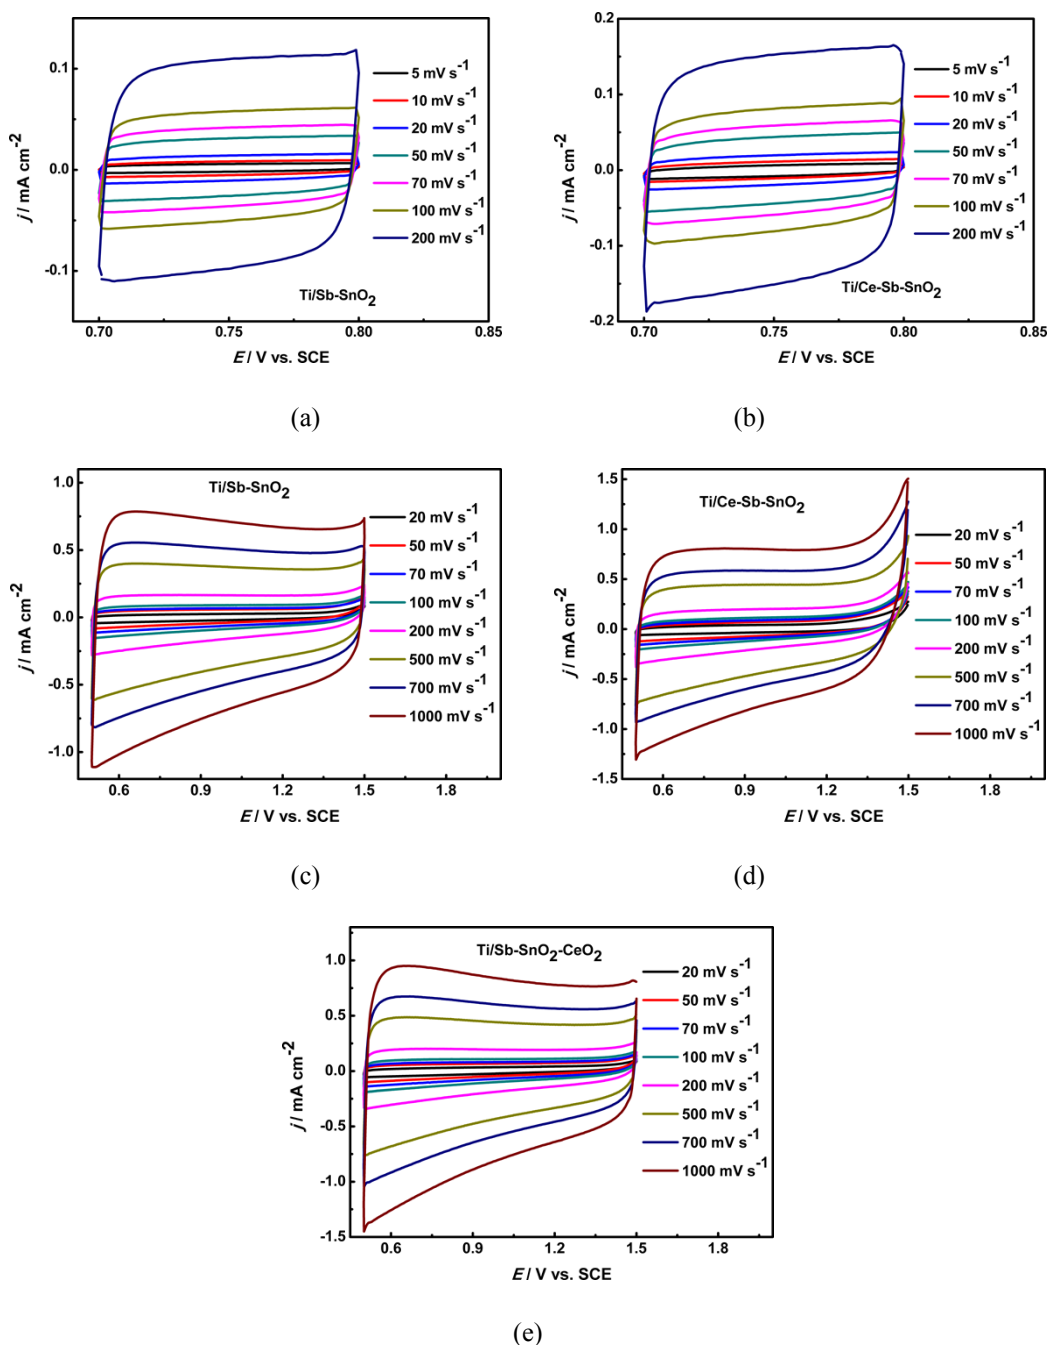 0.1
0.0
-0.1
5 mV s-1
10 mV s-1
20 mV s-1
50 mV s-1
70 mV s-1
100 mV s-1
200 mV s-1
Ti/Sb-SnO2
0.70 0.75 0.80 0.85
j / mA cm-2
E / V vs. SCE
(a)
0.2
0.1
0.0
-0.1
-0.2
5 mV s-1
10 mV s-1
20 mV s-1
50 mV s-1
70 mV s-1
100 mV s-1
200 mV s-1
Ti/Ce-Sb-SnO2
0.70 0.75 0.80 0.85
j / mA cm-2
E / V vs. SCE
(b)
1.0
0.5
0.0
-0.5
-1.0
Ti/Sb-SnO2
20 mV s-1
50 mV s-1
70 mV s-1
100 mV s-1
200 mV s-1
500 mV s-1
700 mV s-1
1000 mV s-1
0.6 0.9 1.2 1.5 1.8
j / mA cm-2
E / V vs. SCE
(c)
1.5
1.0
0.5
0.0
-0.5
-1.0
-1.5
Ti/Ce-Sb-SnO2
20 mV s-1
50 mV s-1
70 mV s-1
100 mV s-1
200 mV s-1
500 mV s-1
700 mV s-1
1000 mV s-1
0.6 0.9 1.2 1.5 1.8
j / mA cm-2
E / V vs. SCE
(d)
1.0
0.5
0.0
-0.5
-1.0
-1.5
Ti/Sb-SnO2-CeO2
20 mV s-1
50 mV s-1
70 mV s-1
100 mV s-1
200 mV s-1
500 mV s-1
700 mV s-1
1000 mV s-1
0.6 0.9 1.2 1.5 1.8
j / mA cm-2
E / V vs. SCE
(e)